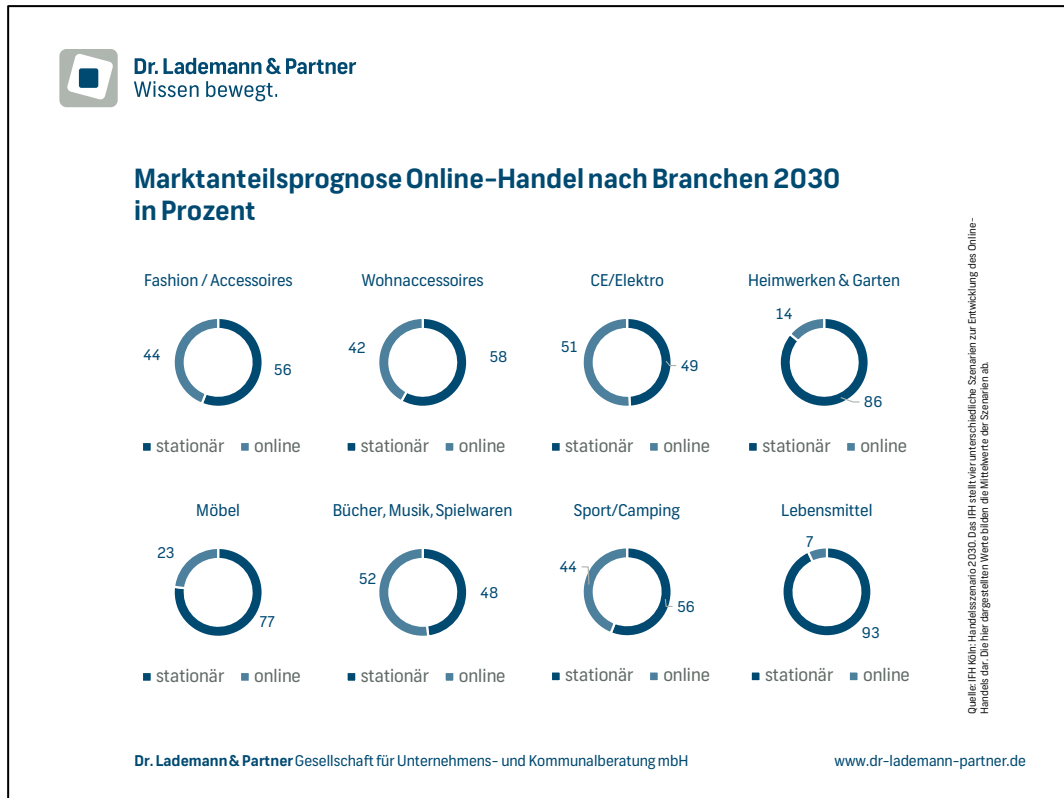 Dr. Lademann & Partner
Wissen bewegt.
Marktanteilsprognose Online-Handel nach Branchen 2030
in Prozent
Fashion / Accessoires
44
56
stationär online
Wohnaccessoires
42
58
stationär online
CE/Elektro
51
49
stationär online
Heimwerken & Garten
14
86
stationär online
Möbel
23
77
stationär online
Bücher, Musik, Spielwaren
52
48
stationär online
Sport/Camping
44
56
stationär online
Lebensmittel
7
93
stationär online
Quelle: IFH Köln: Handelsszenario 2030. Das IFH stellt vier unterschiedliche Szenarien zur Entwicklung des Online-
Handels dar. Die hier dargestellten Werte bilden die Mittelwerte der Szenarien ab.
Dr. Lademann & Partner Gesellschaft für Unternehmens- und Kommunalberatung mbH
www.dr-lademann-partner.de